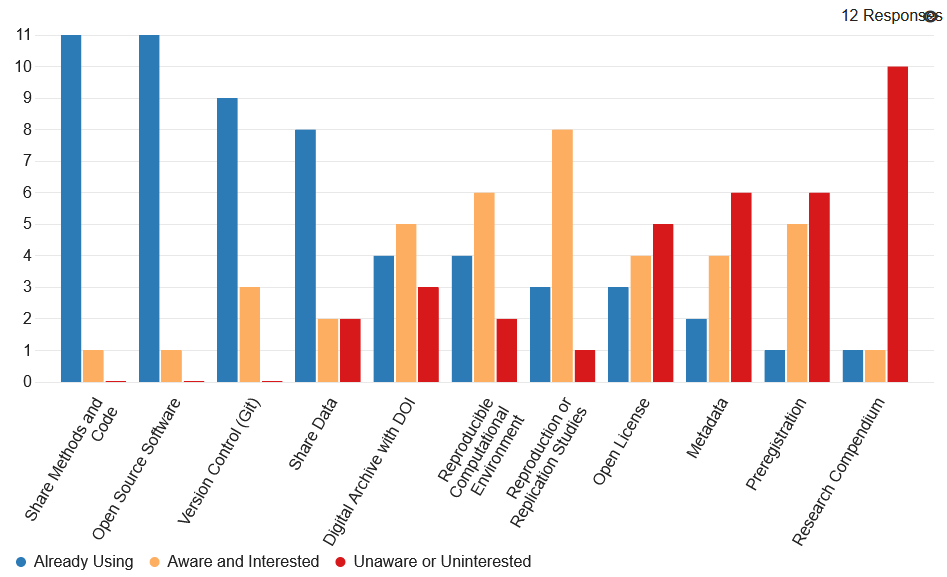 12 Responses
11
10
9
8
7
6
5
4
3
2
1
0
Share Methods and
Code
Open Source Software
Version Control (Git)
Share Data
Digital Archive with DOI
Reproducible
Computational
Environment
Reproduction or
Replication Studies
Open License
Metadata
Preregistration
Research Compendium
Already Using
Aware and Interested
Unaware or Uninterested